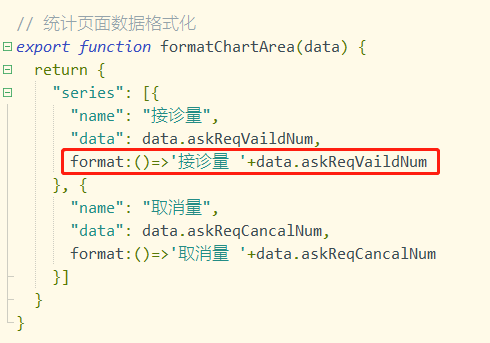 // 统计页面数据格式化
export function formatChartArea(data) {
return {
"series": [{
"name": "接诊量",
"data": data.askReqVaildNum,
format:()=>'接诊量 '+data.askReqVaildNum
}, {
"name": "取消量",
"data": data.askReqCancalNum,
format:()=>'取消量 '+data.askReqCancalNum
}]
}
}